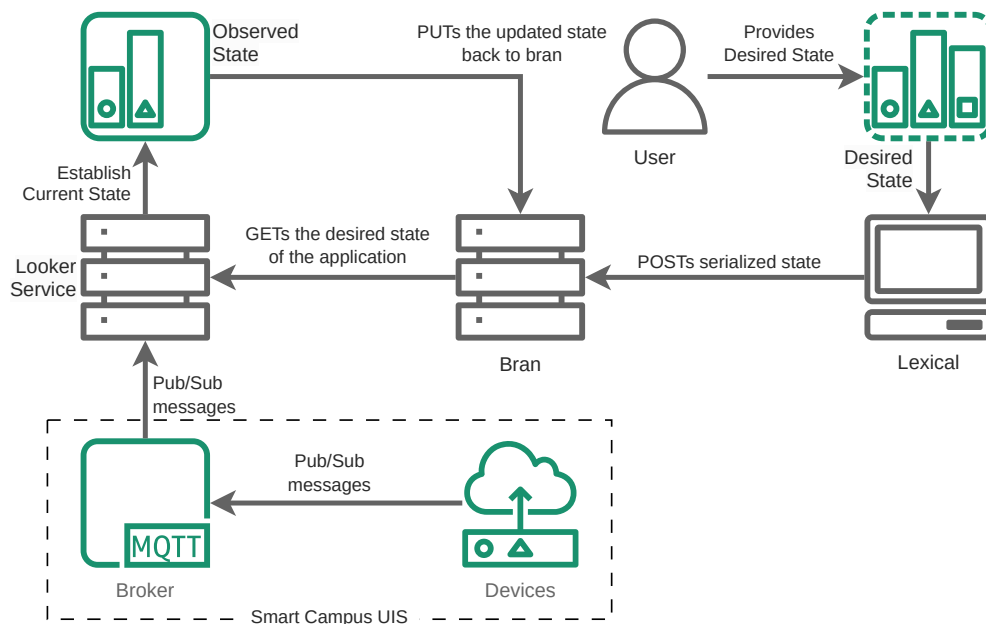 Observed
State
PUTs the updated state
back to bran
Provides
Desired State
User
Desired
State
Establish
Current State
Looker
Service
GETs the desired state
of the application
POSTs serialized state
Bran
Lexical
Pub/Sub
messages
Pub/Sub
messages
MQTT
Broker
Devices
Smart Campus UIS